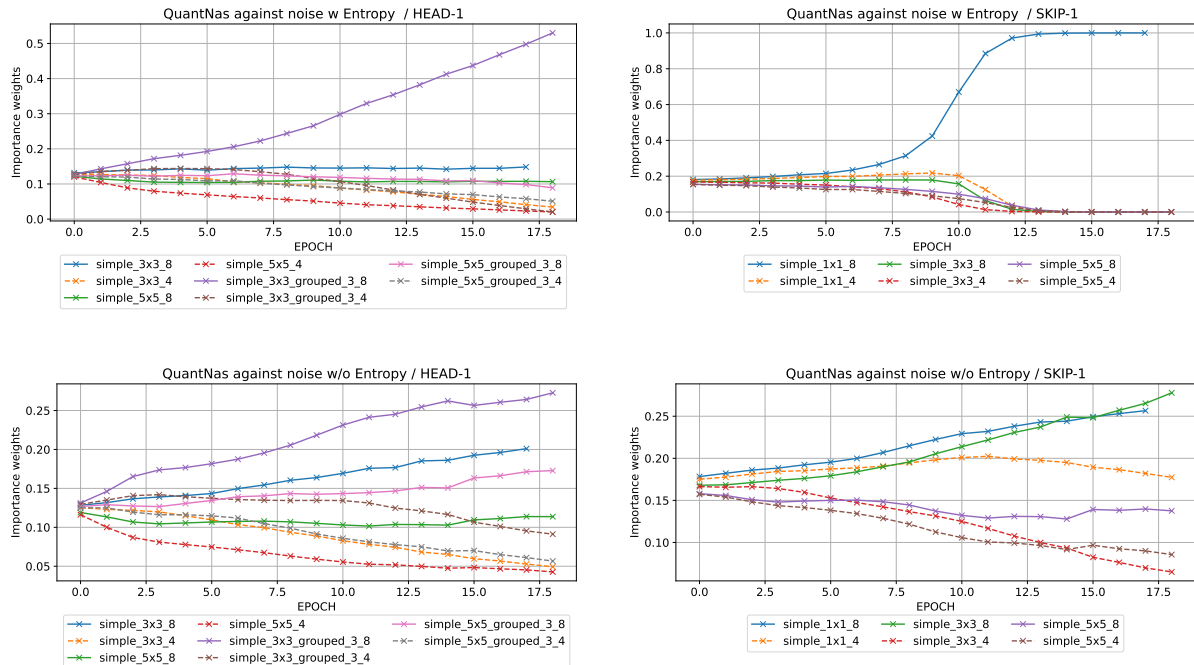 QuantNas against noise w Entropy / HEAD-1
Importance weights
0.5
0.4
0.3
0.2
0.1
0.0
0.0 2.5 5.0 7.5 10.0 12.5 15.0 17.5
EPOCH
simple_3x3_8 simple_5x5_4 simple_5x5_grouped_3_8
simple_3x3_4 simple_3x3_grouped_3_8 simple_5x5_grouped_3_4
simple_5x5_8 simple_3x3_grouped_3_4
QuantNas against noise w Entropy / SKIP-1
Importance weights
1.0
0.8
0.6
0.4
0.2
0.0
0.0 2.5 5.0 7.5 10.0 12.5 15.0 17.5
EPOCH
simple_1x1_8 simple_3x3_8 simple_5x5_8
simple_1x1_4 simple_3x3_4 simple_5x5_4
QuantNas against noise w/o Entropy / HEAD-1
Importance weights
0.25
0.20
0.15
0.10
0.05
0.0 2.5 5.0 7.5 10.0 12.5 15.0 17.5
EPOCH
simple_3x3_8 simple_5x5_4 simple_5x5_grouped_3_8
simple_3x3_4 simple_3x3_grouped_3_8 simple_5x5_grouped_3_4
simple_5x5_8 simple_3x3_grouped_3_4
QuantNas against noise w/o Entropy / SKIP-1
Importance weights
0.25
0.20
0.15
0.10
0.0 2.5 5.0 7.5 10.0 12.5 15.0 17.5
EPOCH
simple_1x1_8 simple_3x3_8 simple_5x5_8
simple_1x1_4 simple_3x3_4 simple_5x5_4